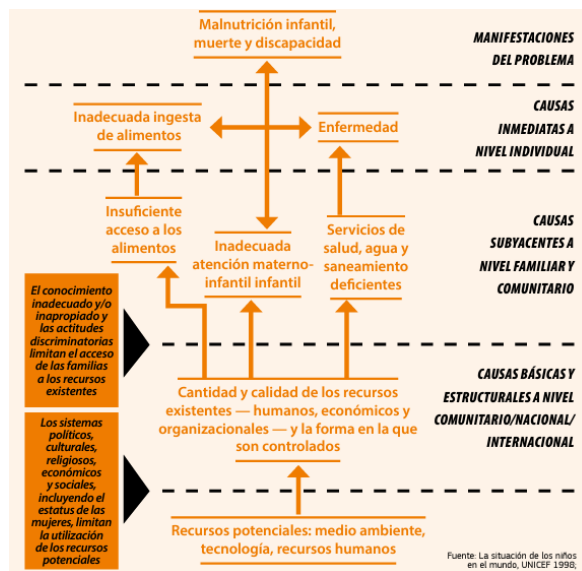 Malnutrición infantil,
muerte y discapacidad
MANIFESTACIONES
DEL PROBLEMA
Inadecuada ingesta
de alimentos
Enfermedad
CAUSAS
INMEDIATAS A
NIVEL INDIVIDUAL
Insuficiente
acceso a los
alimentos
Inadecuada
atención materno-
infantil infantil
Servicios de
salud, agua y
saneamiento
deficientes
CAUSAS
SUBYACENTES A
NIVEL FAMILIAR Y
COMUNITARIO
El conocimiento
inadecuado y/o
inapropiado y
las actitudes
discriminatorias
limitan el acceso
de las familias
a los recursos
existentes
Cantidad y calidad de los recursos
existentes — humanos, económicos y
organizacionales — y la forma en la que
son controlados
CAUSAS BÁSICAS Y
ESTRUCTURALES A NIVEL
COMUNITARIO/NACIONAL/
INTERNACIONAL
Los sistemas
políticos,
culturales,
religiosos,
económicos
y sociales,
incluyendo el
estatus de las
mujeres, limitan
la utilización
de los recursos
potenciales
Recursos potenciales: medio ambiente,
tecnología, recursos humanos
Fuente: La situación de los niños
en el mundo, UNICEF 1998;